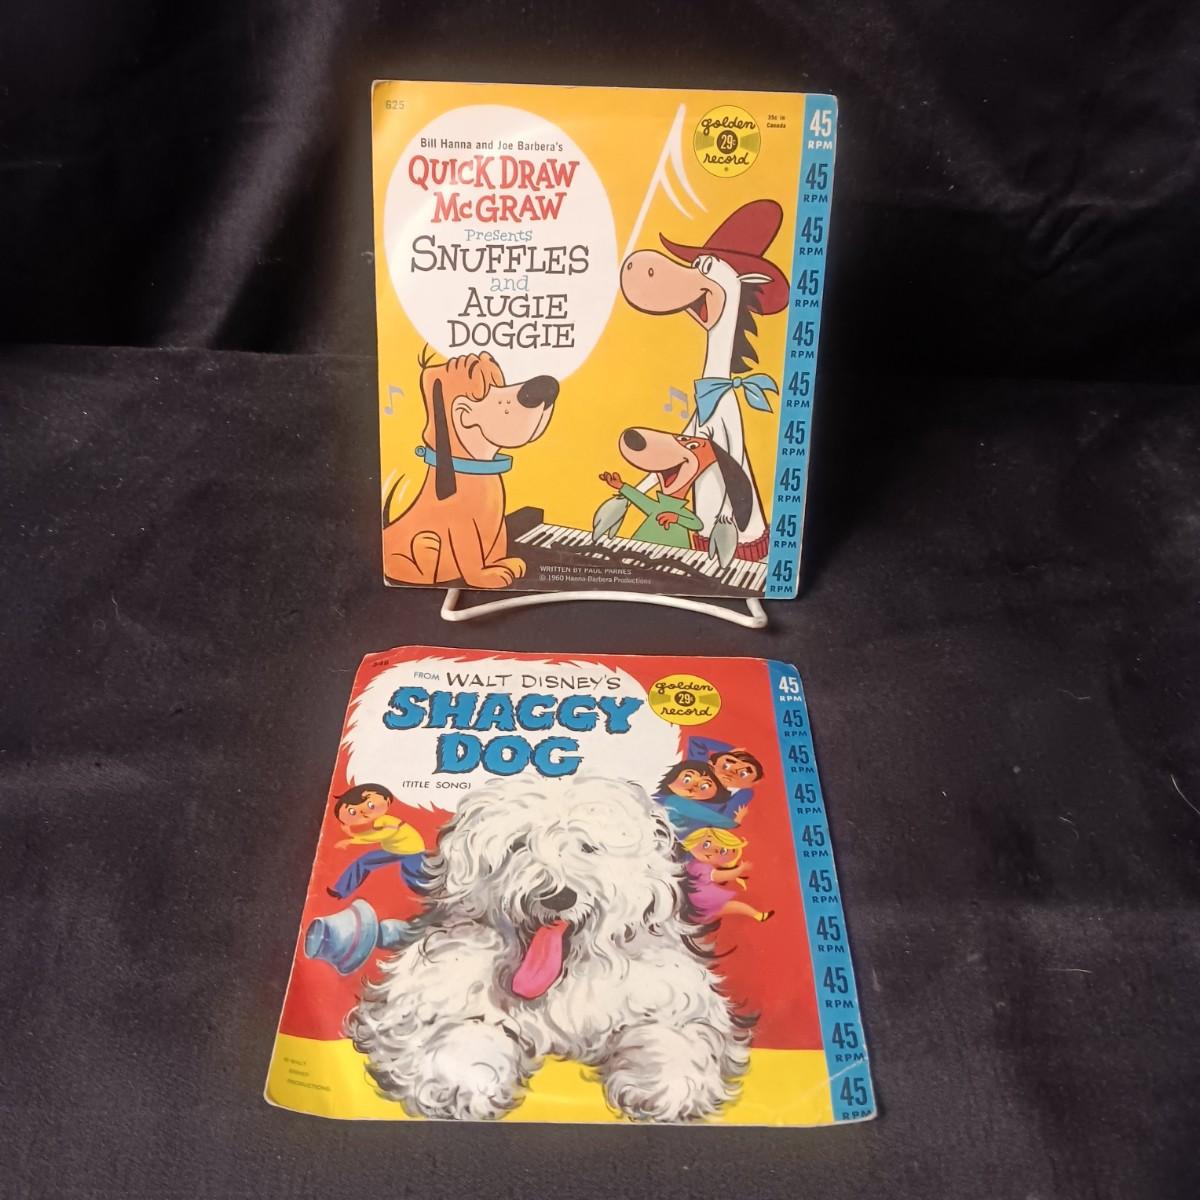 625
Bill Hanna and Joe Barbera's
QUICK DRAW
McGRAW
Presents
SNUFFLES
and
AUGIE
DOGGIE
golden
29¢
record
35c in
Canada
45
RPM
45
RPM
45
RPM
45
RPM
45
RPM
45
RPM
45
RPM
45
RPM
45
RPM
45
RPM
WRITTEN BY PAUL PARNES
© 1960 Hanna-Barbera Productions
FROM WALT DISNEY'S
SHAGGY
DOG
(TITLE SONG)
golden
29¢
record
45
RPM
45
RPM
45
RPM
45
RPM
45
RPM
45
RPM
45
RPM
45
RPM
45
RPM
45
RPM
WALT
DISNEY
PRODUCTIONS